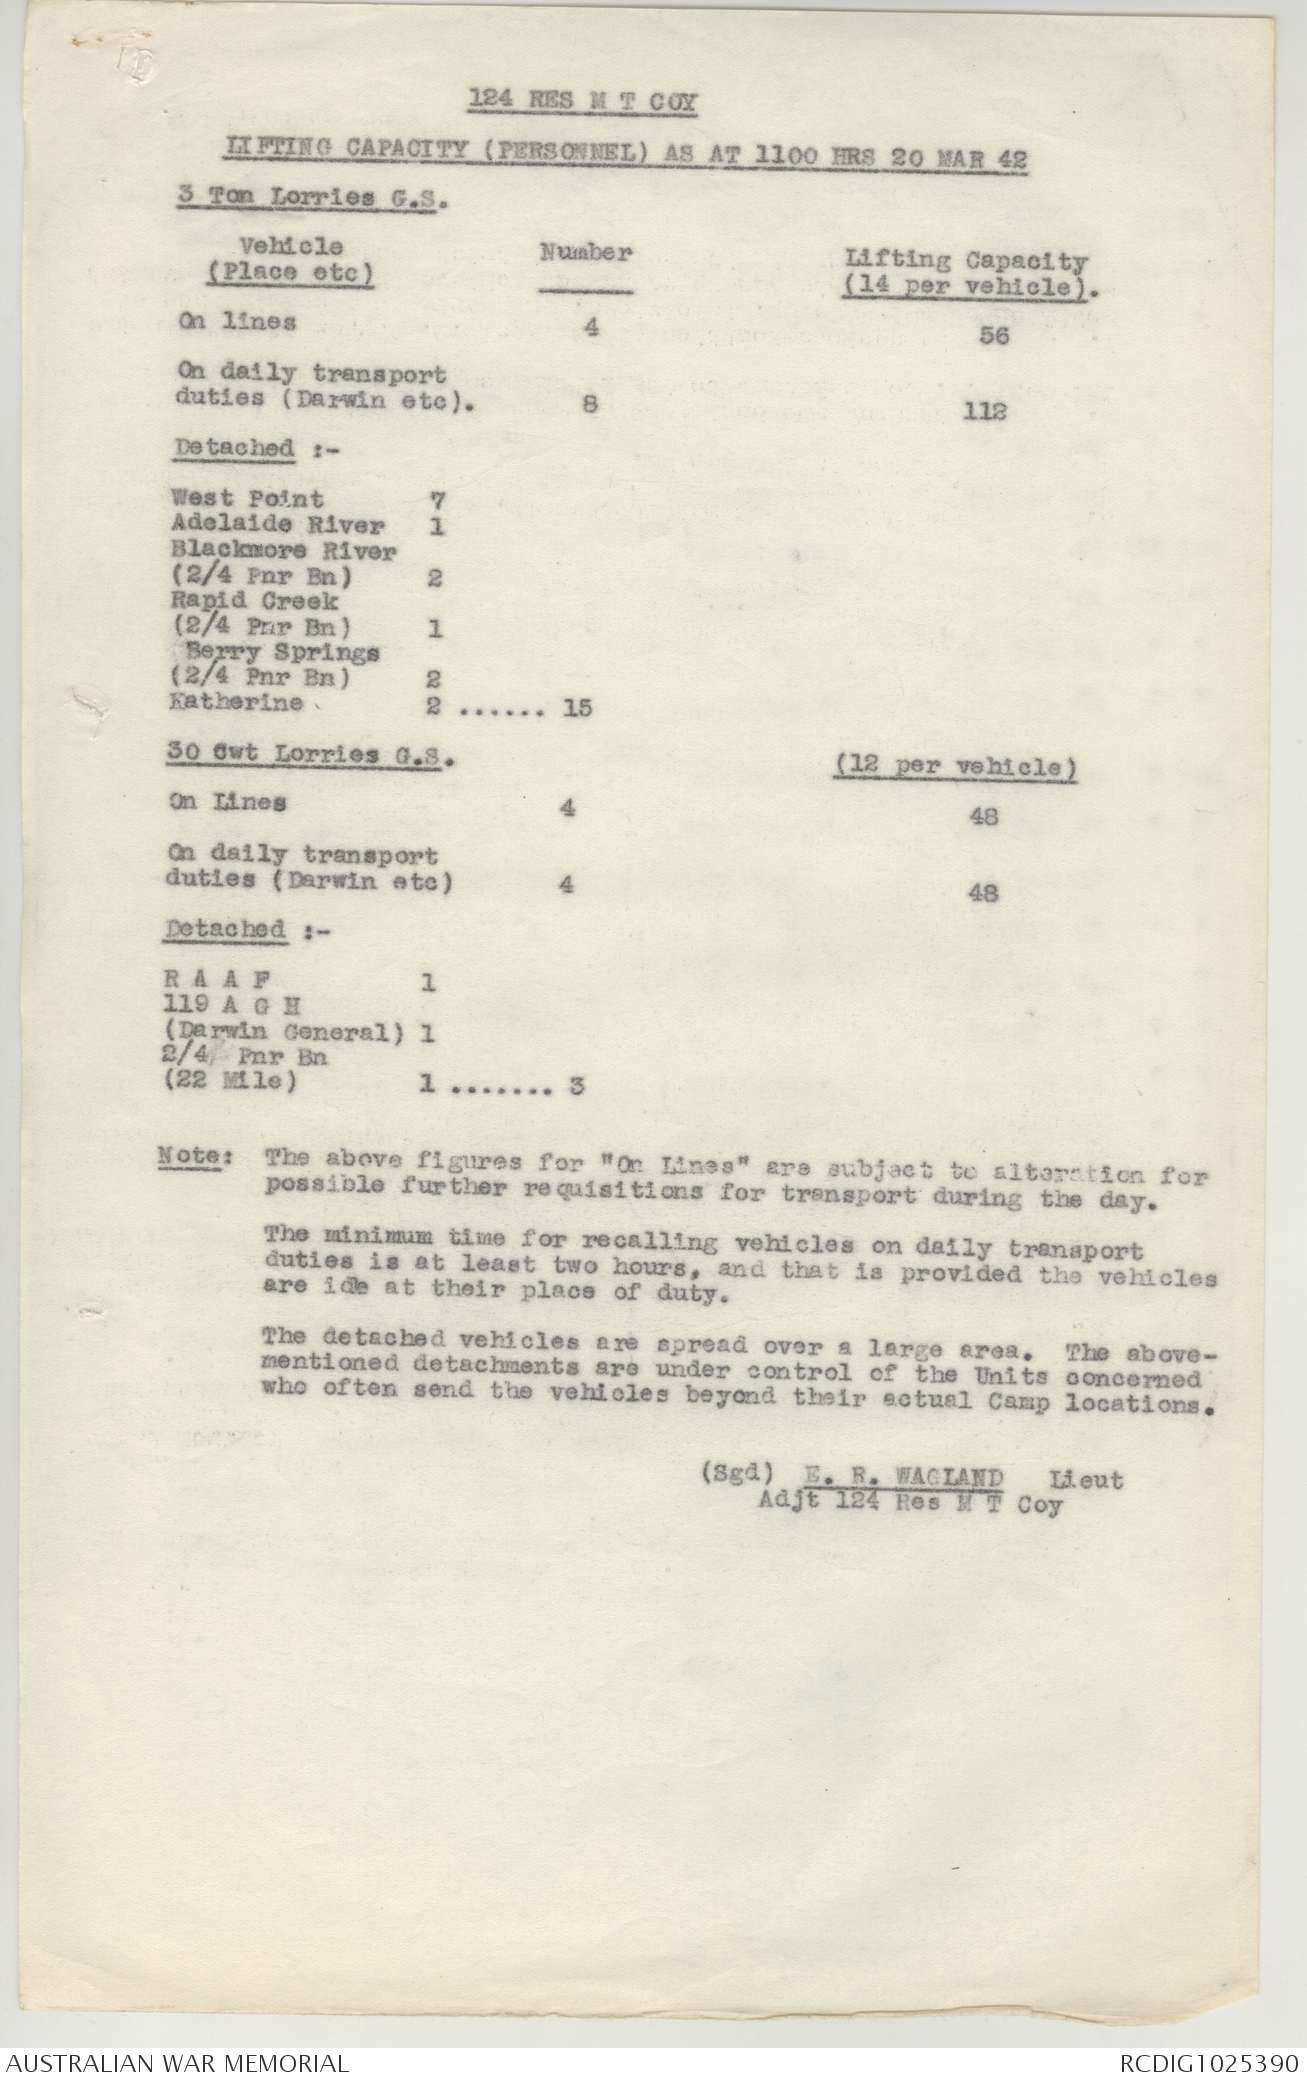 124 RES M T COY
LIFTING CAPACITY (PERSONNEL) AS AT 1100 HRS 20 MAR 42
3 Ton Lorries G.S.
Vehicle Number Lifting Capacity
(Place etc) (14 per vehicle).
On lines 4 56
On daily transport
duties (Darwin etc). 8 112
Detached :-
West Point 7
Adelaide River 1
Blackmore River
(2/4 Pnr Bn) 2
Rapid Creek
(2/4 Pnr Bn) 1
Berry Springs
(2/4 Pnr Bn) 2
Katherine 2 ...... 15
30 Cwt Lorries G.S. (12 per vehicle)
On Lines 4 48
On daily transport
duties (Darwin etc) 4 48
Detached :-
R A A F 1
119 A G H
(Darwin General) 1
2/4 Pnr Bn
(22 Mile) 1 ....... 3
Note: The above figures for "On Lines" are subject to alteration for
possible further requisitions for transport during the day.
The minimum time for recalling vehicles on daily transport
duties is at least two hours, and that is provided the vehicles
are ide at their place of duty.
The detached vehicles are spread over a large area. The above-
mentioned detachments are under control of the Units concerned
who often send the vehicles beyond their actual Camp locations.
(Sgd) E. R. WAGLAND Lieut
Adjt 124 Res M T Coy
AUSTRALIAN WAR MEMORIAL RCDIG1025390